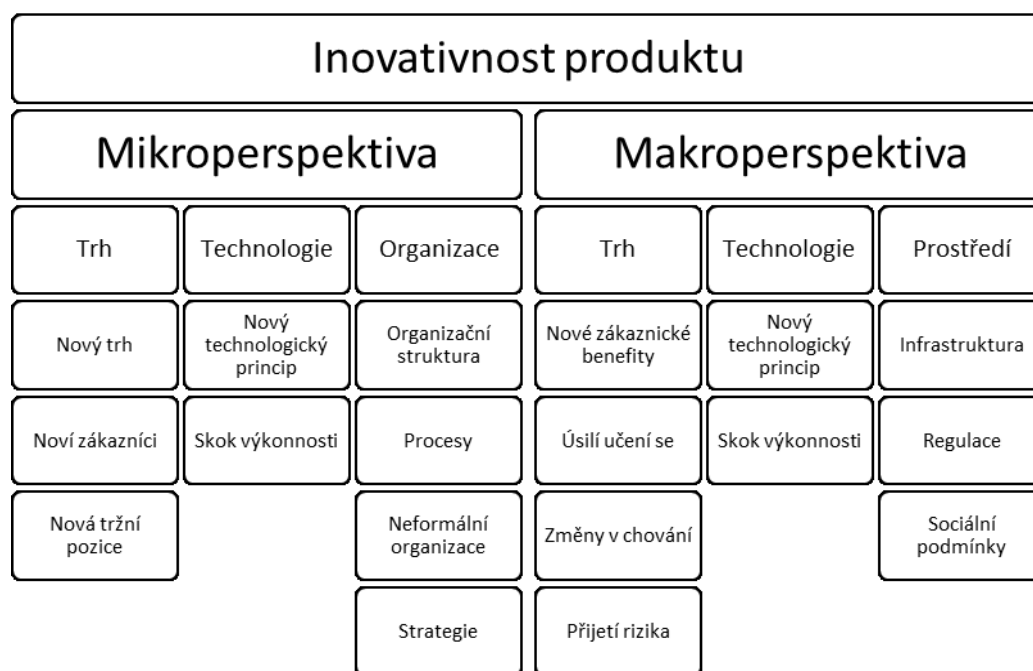 Inovativnost produktu
Mikroperspektiva
Makroperspektiva
Trh
Technologie
Organizace
Trh
Technologie
Prostředí
Nový trh
Nový
technologický
princip
Organizační
struktura
Nové zákaznické
benefity
Nový
technologický
princip
Infrastruktura
Noví zákazníci
Skok výkonnosti
Procesy
Úsilí učení se
Skok výkonnosti
Regulace
Nová tržní
pozice
Neformální
organizace
Změny v chování
Sociální
podmínky
Strategie
Přijetí rizika